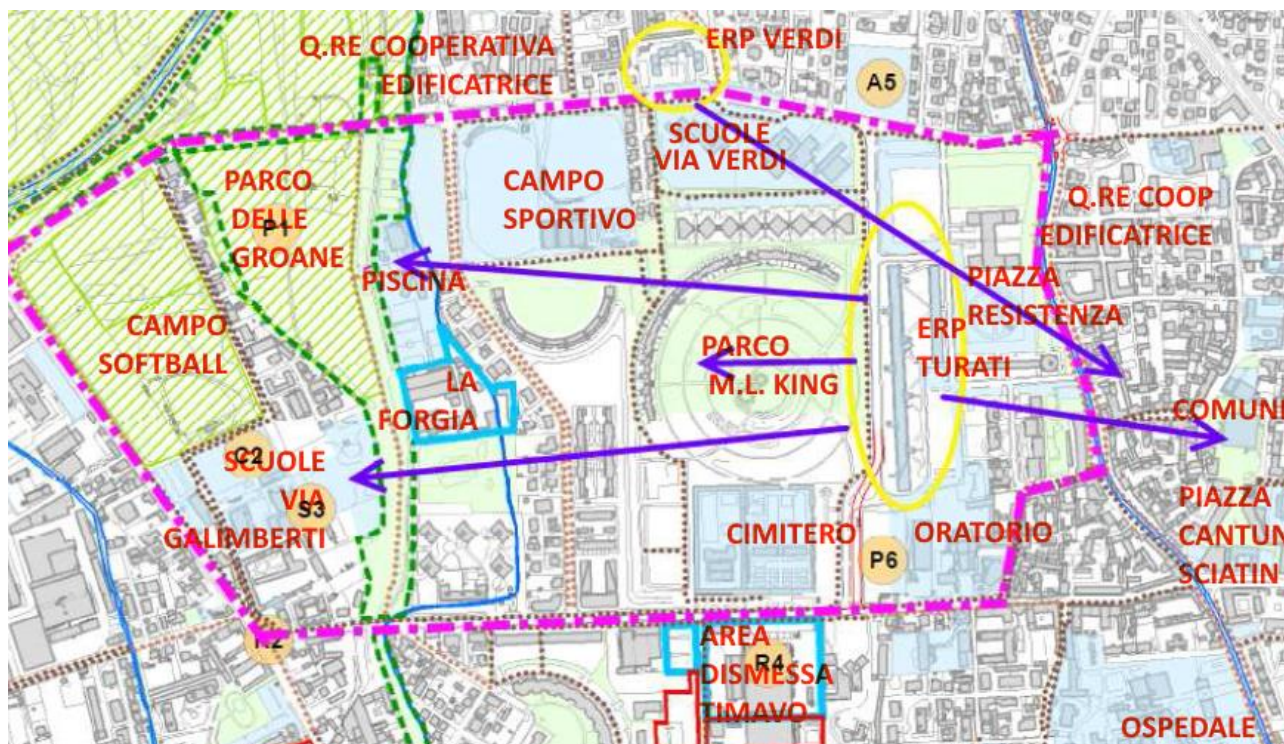 Q.RE COOPERATIVA
EDIFICATRICE
ERP VERDI
A5
SCUOLE
VIA VERDI
PARCO
DELLE
GROANE
P1
CAMPO
SPORTIVO
Q.RE COOP
EDIFICATRICE
PISCINA
PIAZZA
RESISTENZA
CAMPO
SOFTBALL
ERP
TURATI
PARCO
M.L. KING
LA
FORGIA
COMUNE
C2
SCUOLE
VIA
GALIMBERTI
S3
CIMITERO
ORATORIO
P6
PIAZZA
CANTUN
SCIATIN
AREA
DISMESSA
TIMAVO
R4
OSPEDALE